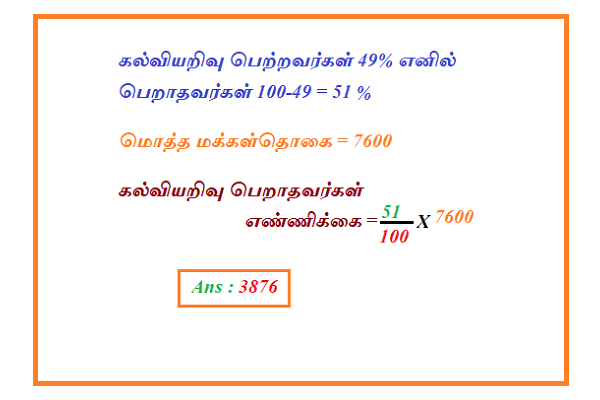 கல்வியறிவு பெற்றவர்கள் 49% எனில்
பெறாதவர்கள் 100-49 = 51 %
மொத்த மக்கள்தொகை = 7600
கல்வியறிவு பெறாதவர்கள்
எண்ணிக்கை = 51/100 X 7600
Ans : 3876